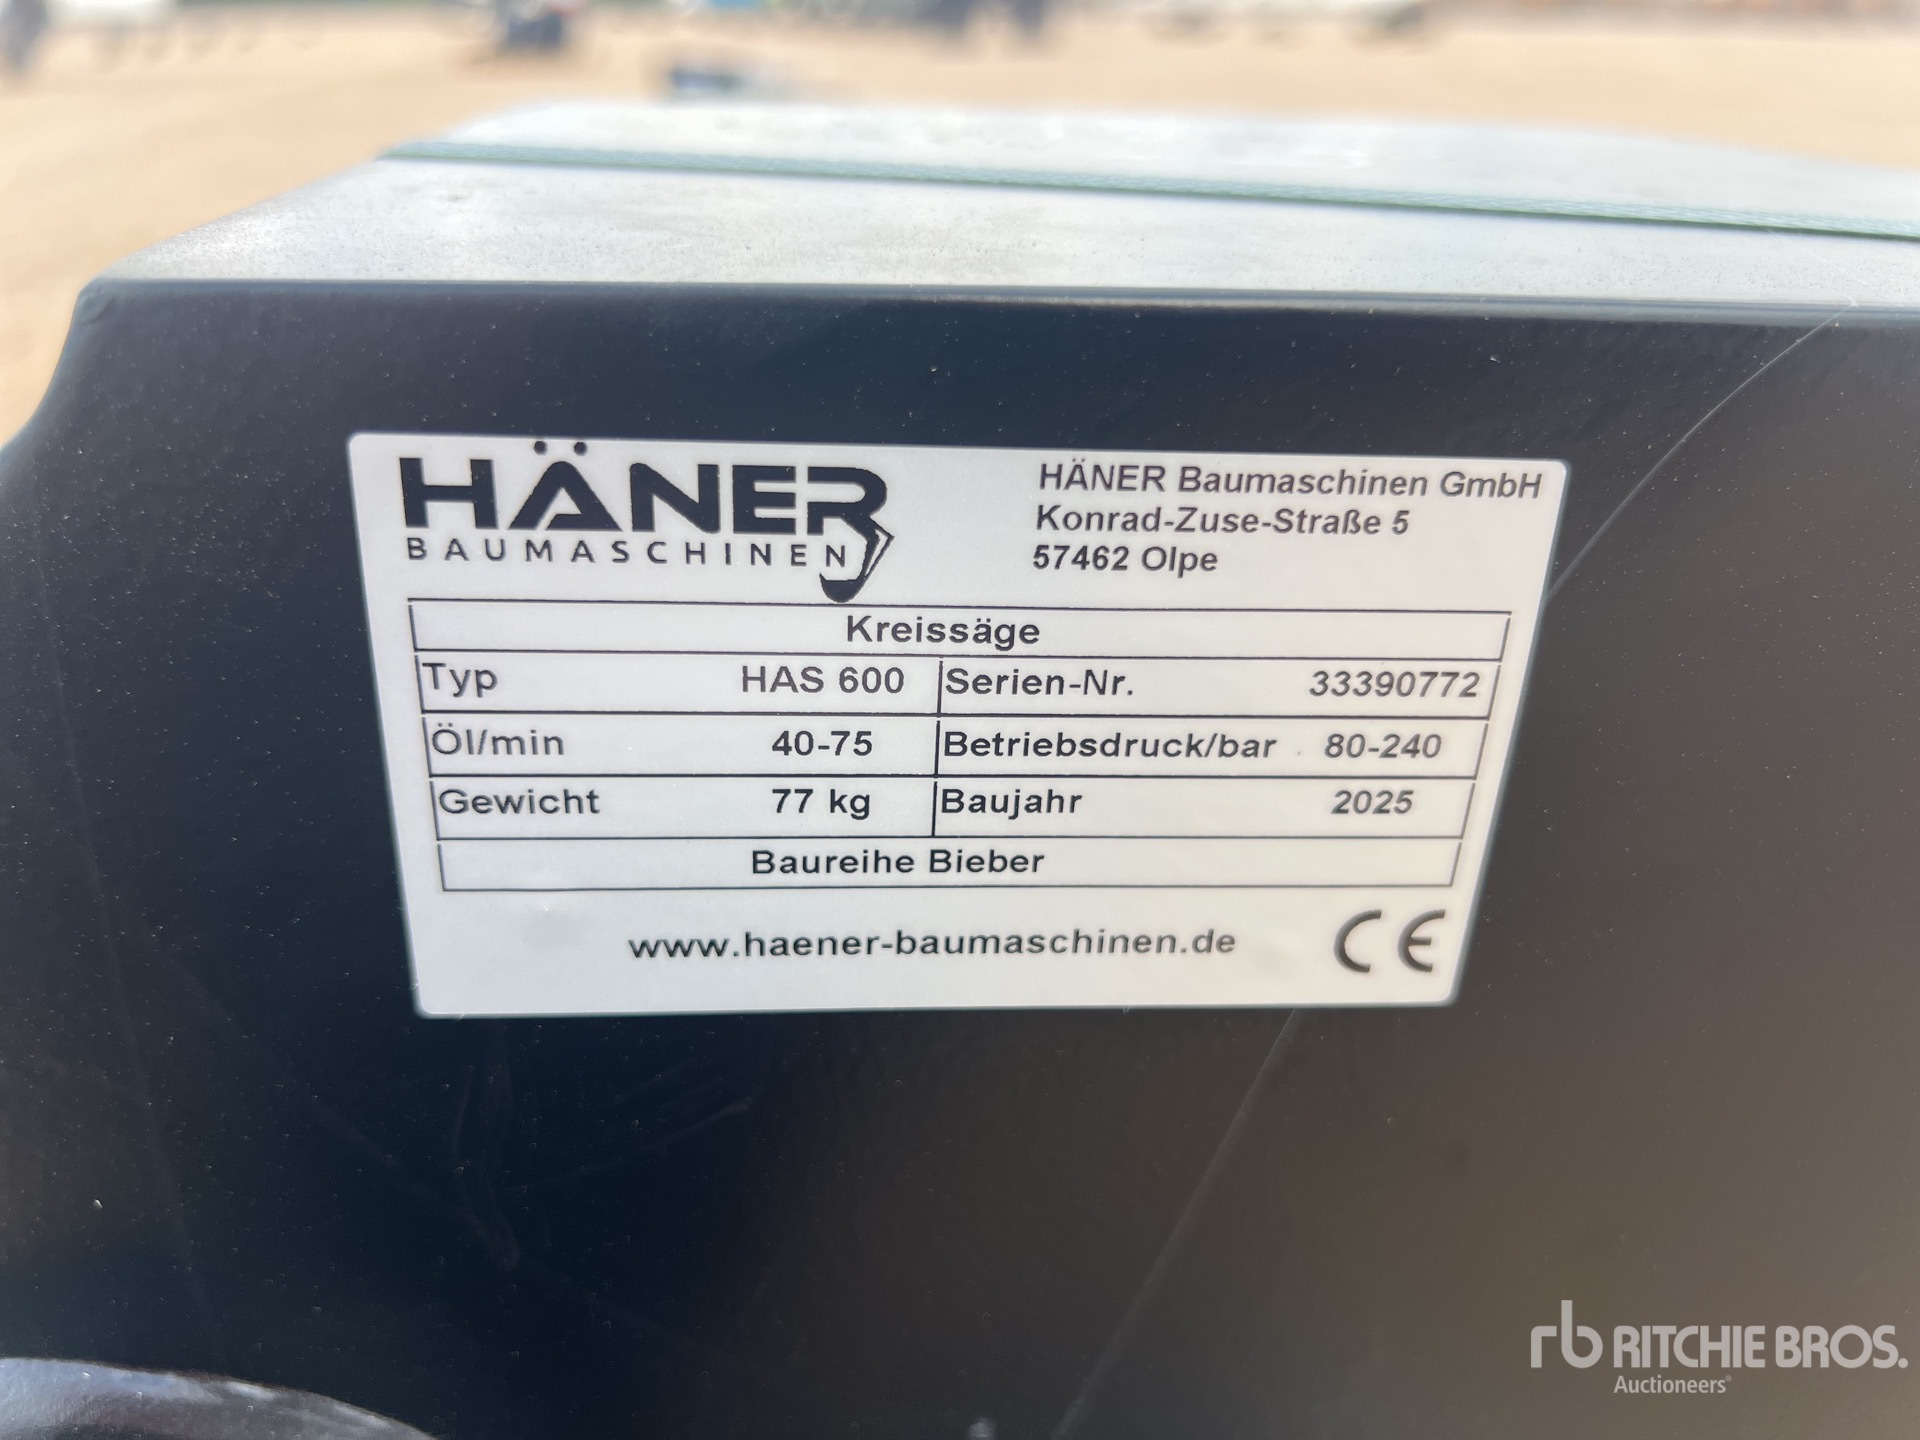 HÄNER
BAUMASCHINEN
HÄNER Baumaschinen GmbH
Konrad-Zuse-Straße 5
57462 Olpe
Kreissäge
Typ HAS 600 Serien-Nr. 33390772
Öl/min 40-75 Betriebsdruck/bar 80-240
Gewicht 77 kg Baujahr 2025
Baureihe Bieber
www.haener-baumaschinen.de CE
rb RITCHIE BROS.
Auctioneers®